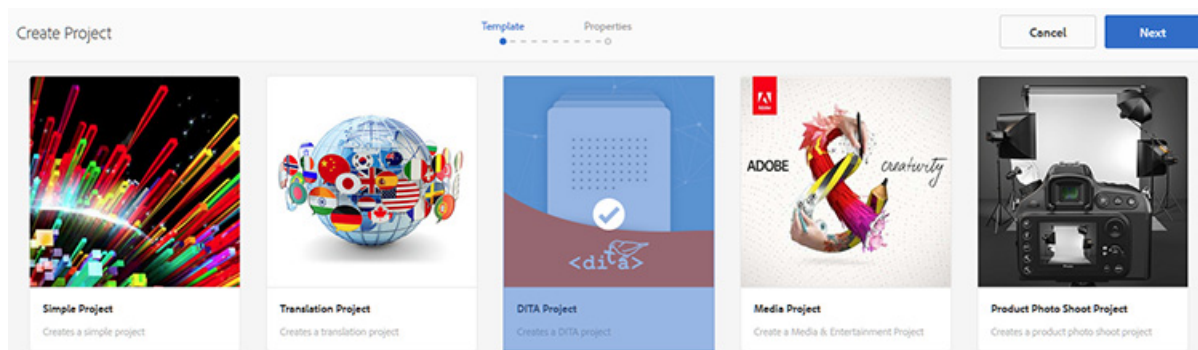 Create Project
Template Properties
Cancel Next
Adobe
ADOBE creativity
<dita>
Simple Project
Creates a simple project
Translation Project
Creates a translation project
DITA Project
Creates a DITA project
Media Project
Create a Media & Entertainment Project
Product Photo Shoot Project
Creates a product photo shoot project